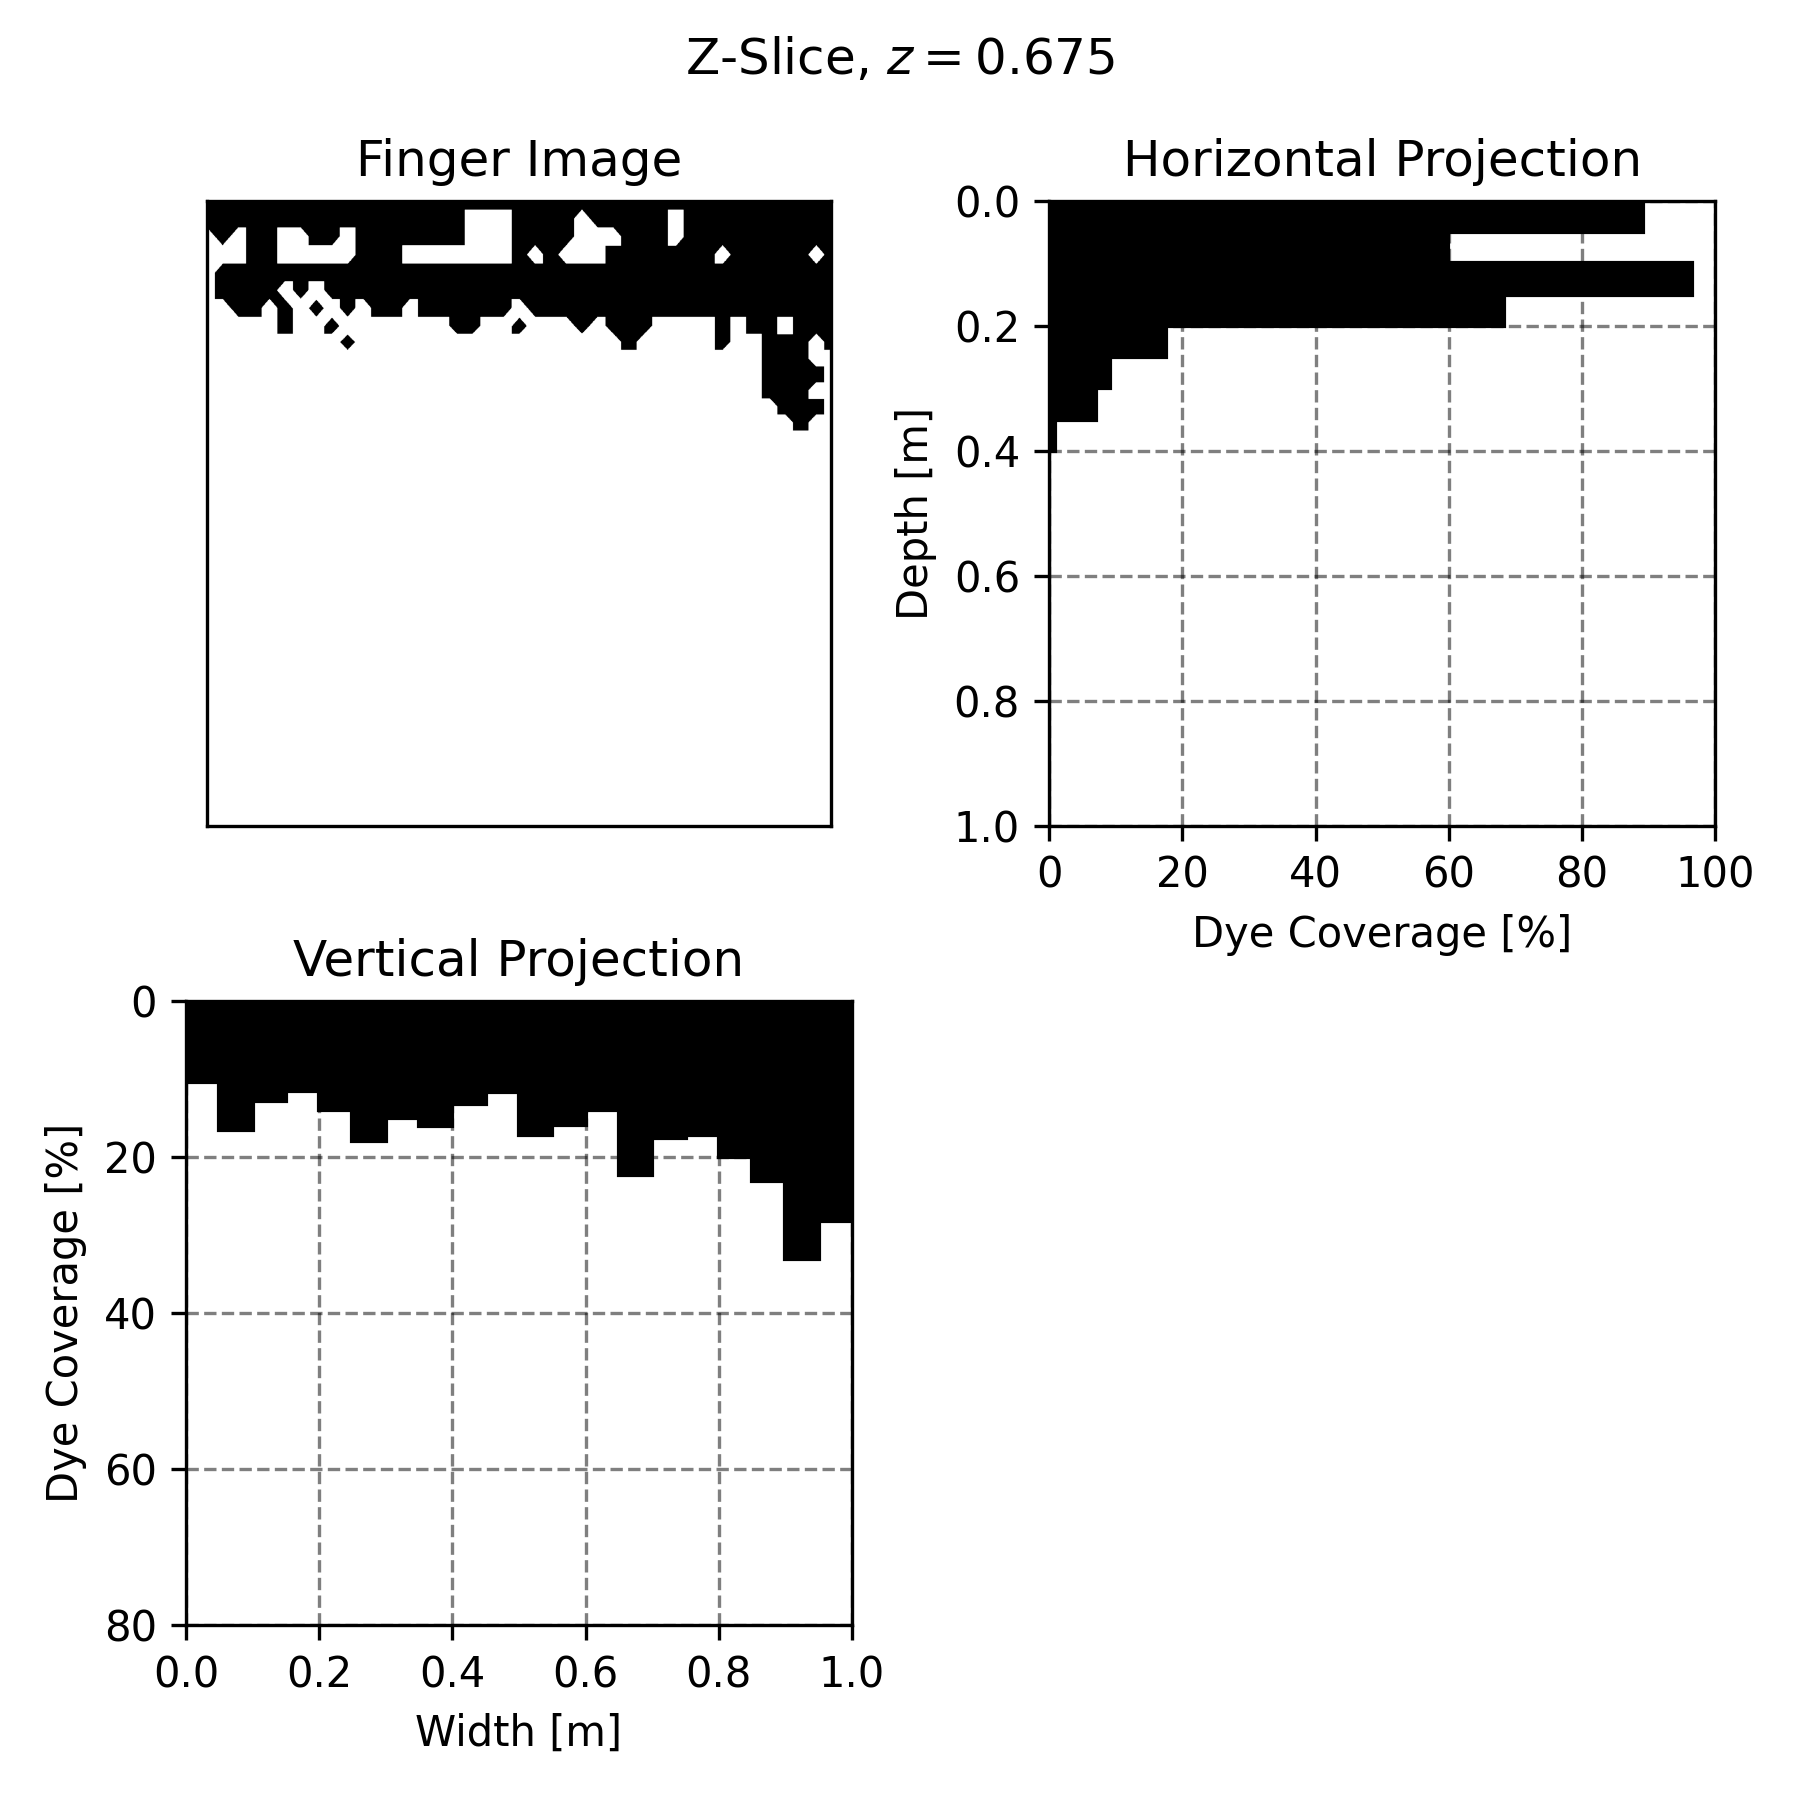 Z-Slice, z = 0.675
Finger Image
Horizontal Projection
0.0
0.2
0.4
0.6
0.8
1.0
Depth [m]
0 20 40 60 80 100
Dye Coverage [%]
Vertical Projection
0
20
40
60
80
Dye Coverage [%]
0.0 0.2 0.4 0.6 0.8 1.0
Width [m]